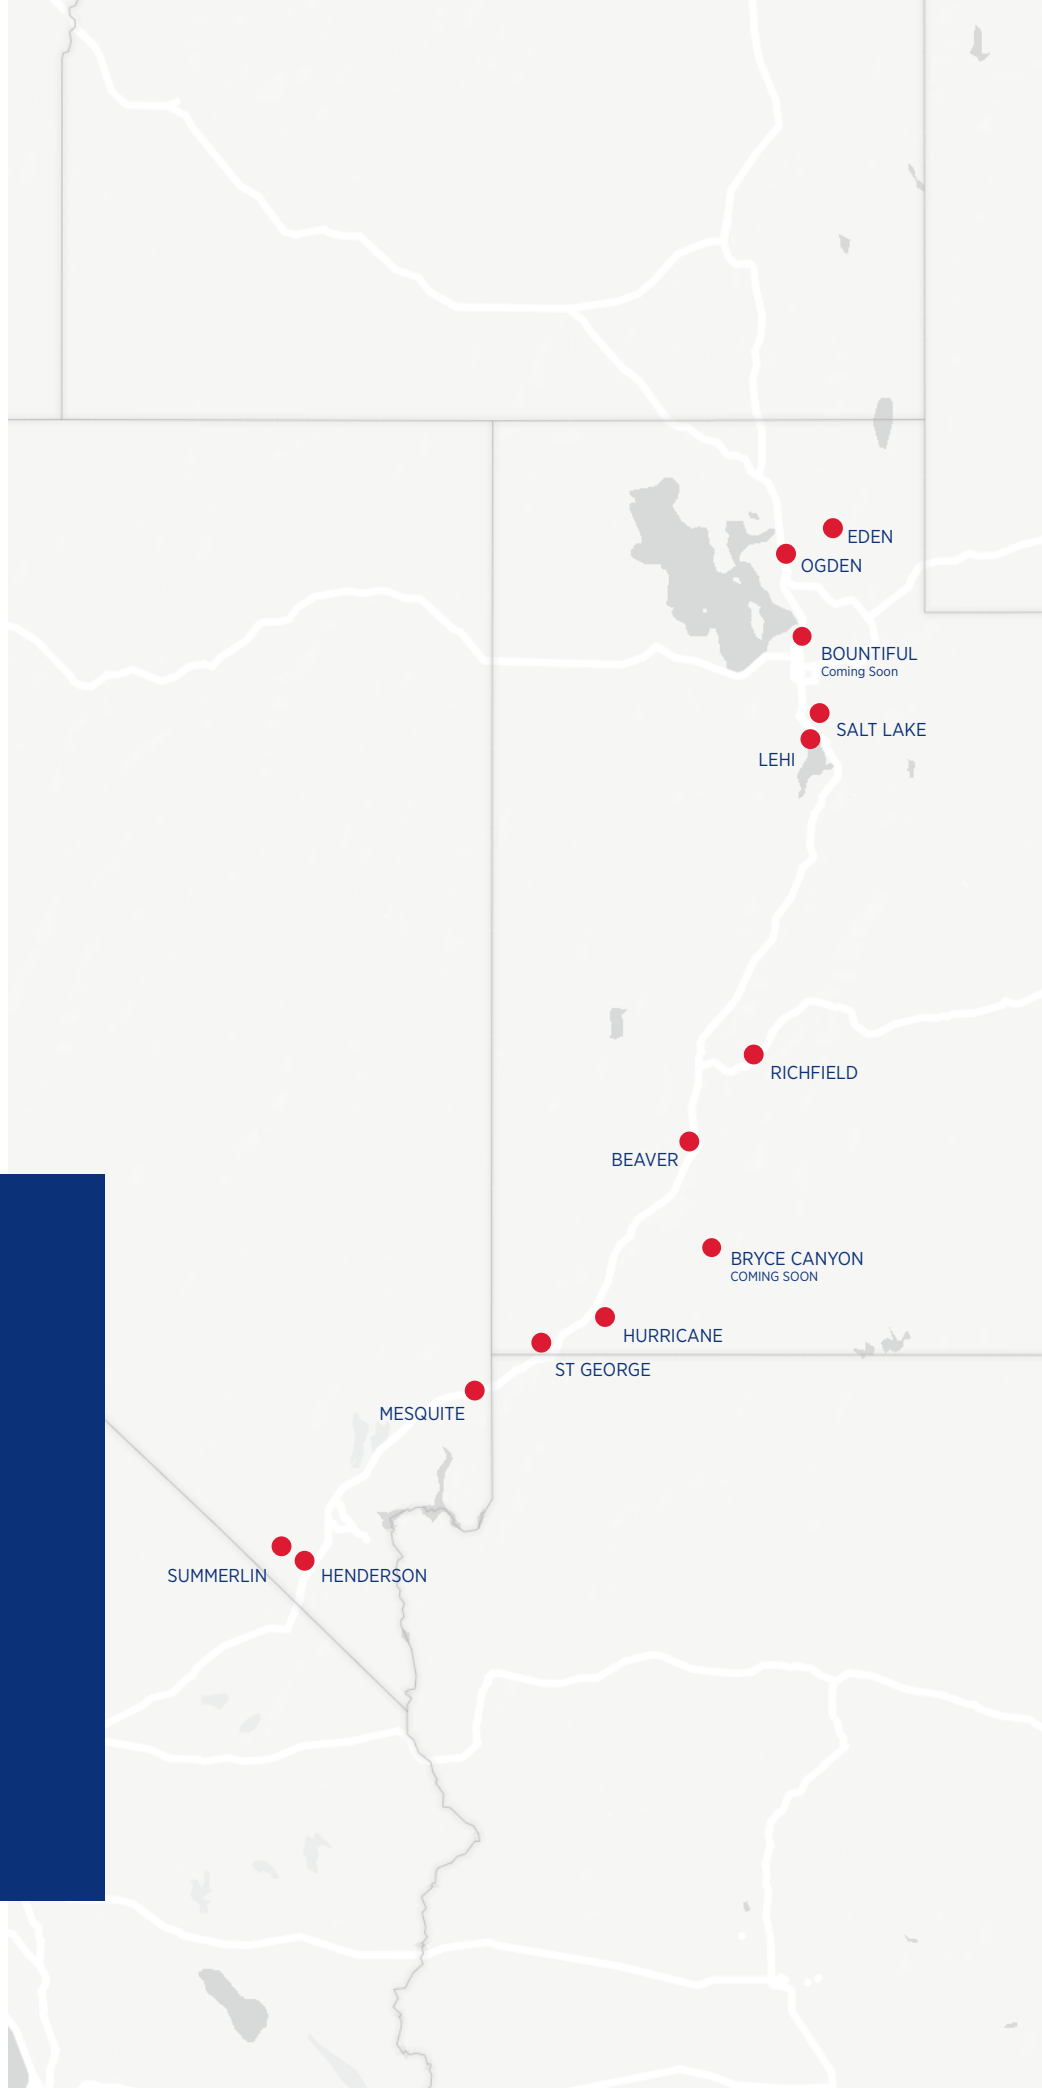 EDEN
OGDEN
BOUNTIFUL
Coming Soon
SALT LAKE
LEHI
RICHFIELD
BEAVER
BRYCE CANYON
COMING SOON
HURRICANE
ST GEORGE
MESQUITE
SUMMERLIN
HENDERSON